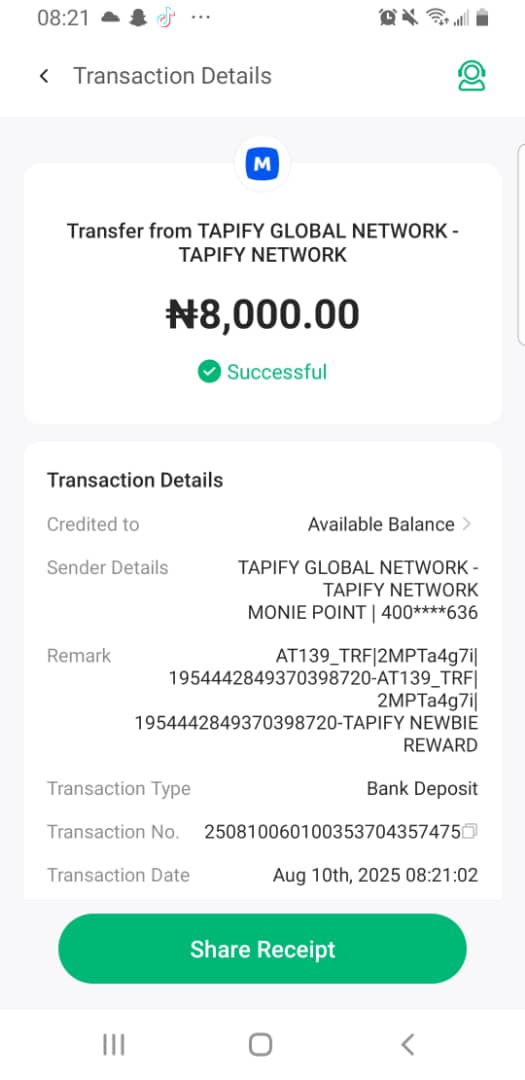 08:21
Transaction Details
M
Transfer from TAPIFY GLOBAL NETWORK -
TAPIFY NETWORK
₦8,000.00
Successful
Transaction Details
Credited to Available Balance
Sender Details TAPIFY GLOBAL NETWORK -
TAPIFY NETWORK
MONIE POINT | 400****636
Remark AT139_TRF|2MPTa4g7i|
1954442849370398720-AT139_TRF|
2MPTa4g7i|
1954442849370398720-TAPIFY NEWBIE
REWARD
Transaction Type Bank Deposit
Transaction No. 250810060100353704357475
Transaction Date Aug 10th, 2025 08:21:02
Share Receipt